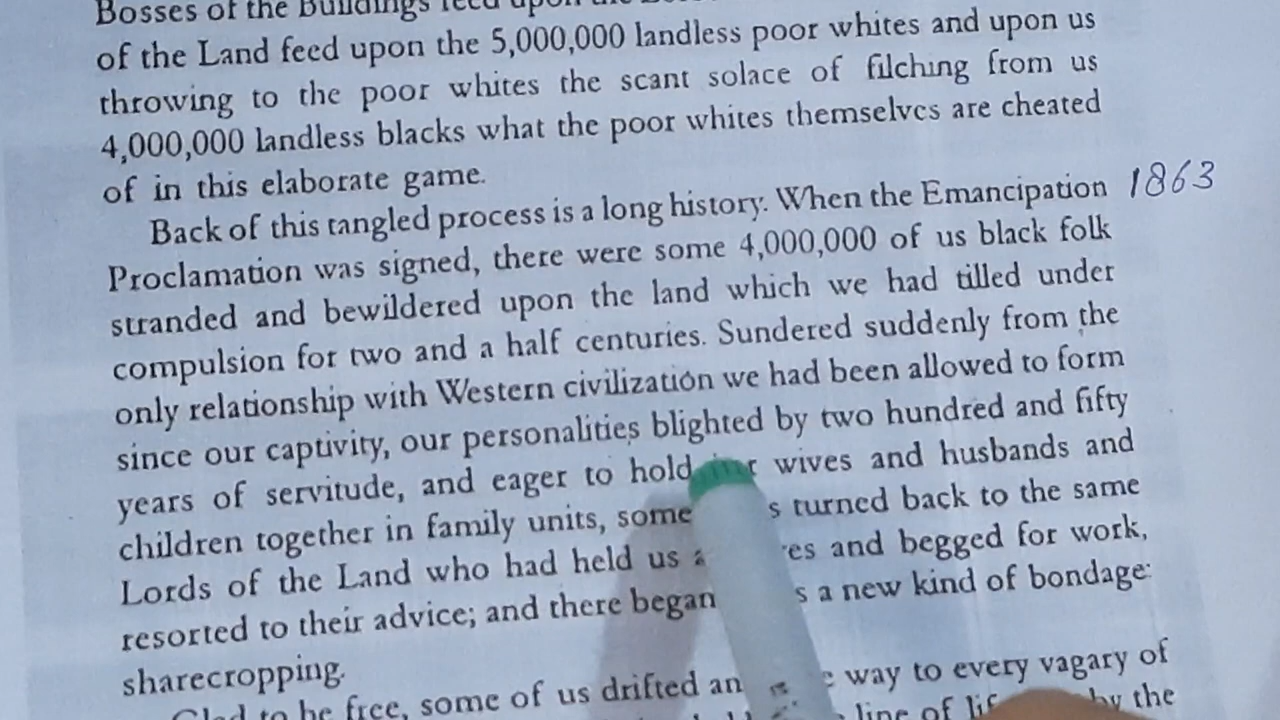 Bosses of the Buildings feed upon the
of the Land feed upon the 5,000,000 landless poor whites and upon us
throwing to the poor whites the scant solace of filching from us
4,000,000 landless blacks what the poor whites themselves are cheated
of in this elaborate game.
Back of this tangled process is a long history. When the Emancipation 1863
Proclamation was signed, there were some 4,000,000 of us black folk
stranded and bewildered upon the land which we had tilled under
compulsion for two and a half centuries. Sundered suddenly from the
only relationship with Western civilization we had been allowed to form
since our captivity, our personalities blighted by two hundred and fifty
years of servitude, and eager to hold our wives and husbands and
children together in family units, some turned back to the same
Lords of the Land who had held us and begged for work,
resorted to their advice; and there began a new kind of bondage:
sharecropping.
Glad to be free, some of us drifted way to every vagary of
line of by the